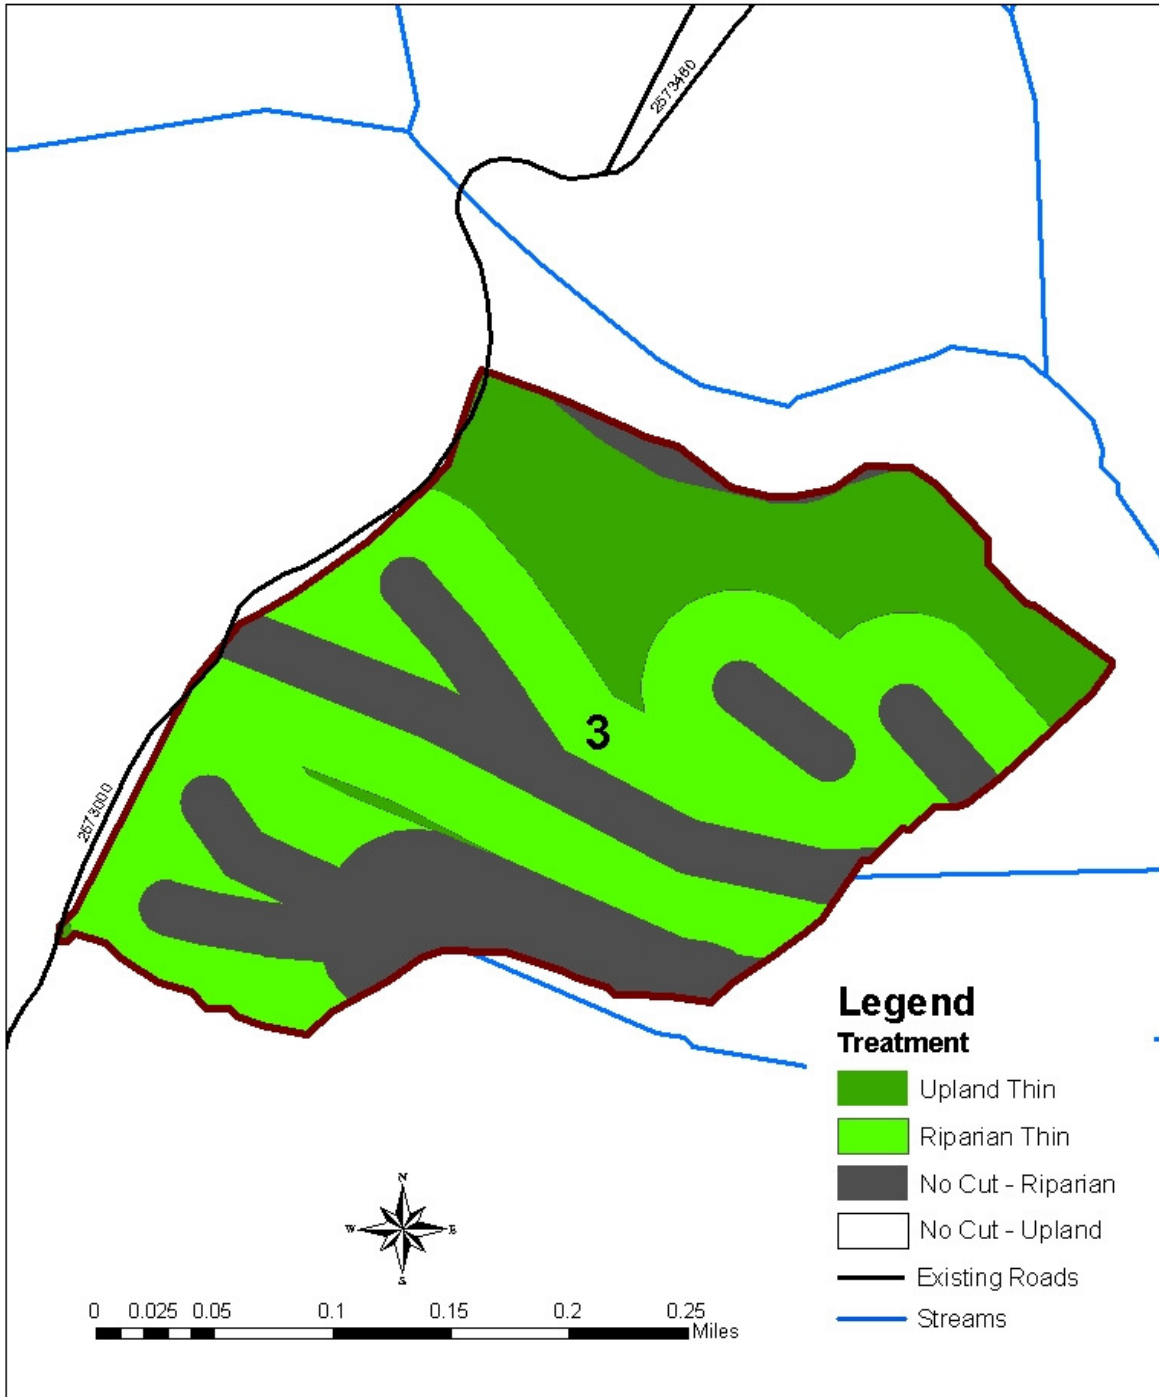 2573460
3
2573000
Legend
Treatment
Upland Thin
Riparian Thin
No Cut - Riparian
No Cut - Upland
Existing Roads
Streams
N
W E
S
0 0.025 0.05 0.1 0.15 0.2 0.25
Miles